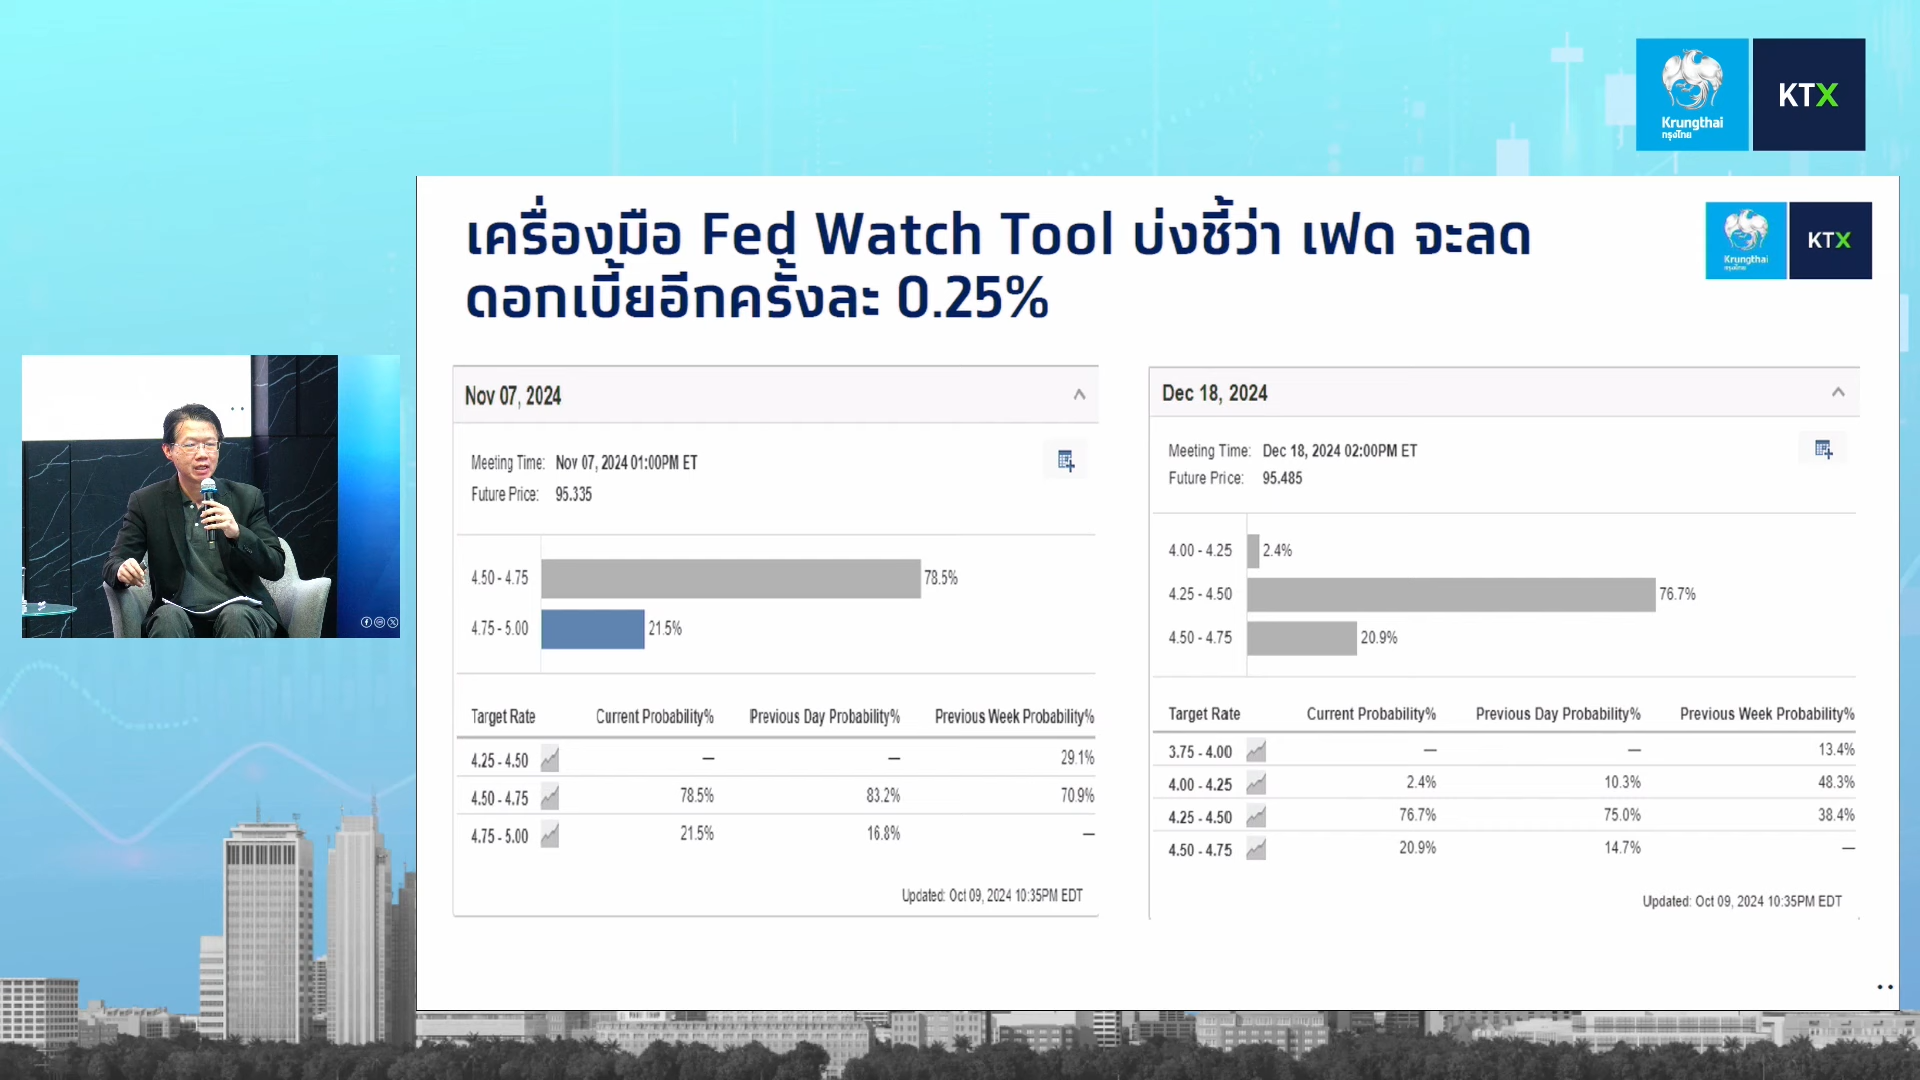 Krungthai
กรุงไทย
KTX
เครื่องมือ Fed Watch Tool บ่งชี้ว่า เฟด จะลด
ดอกเบี้ยอีกครั้งละ 0.25%
Krungthai
กรุงไทย
KTX
Nov 07, 2024
Meeting Time: Nov 07, 2024 01:00PM ET
Future Price: 95.335
4.50 - 4.75 78.5%
4.75 - 5.00 21.5%
Target Rate Current Probability% Previous Day Probability% Previous Week Probability%
4.25 - 4.50 — — 29.1%
4.50 - 4.75 78.5% 83.2% 70.9%
4.75 - 5.00 21.5% 16.8% —
Updated: Oct 09, 2024 10:35PM EDT
Dec 18, 2024
Meeting Time: Dec 18, 2024 02:00PM ET
Future Price: 95.485
4.00 - 4.25 2.4%
4.25 - 4.50 76.7%
4.50 - 4.75 20.9%
Target Rate Current Probability% Previous Day Probability% Previous Week Probability%
3.75 - 4.00 — — 13.4%
4.00 - 4.25 2.4% 10.3% 48.3%
4.25 - 4.50 76.7% 75.0% 38.4%
4.50 - 4.75 20.9% 14.7% —
Updated: Oct 09, 2024 10:35PM EDT